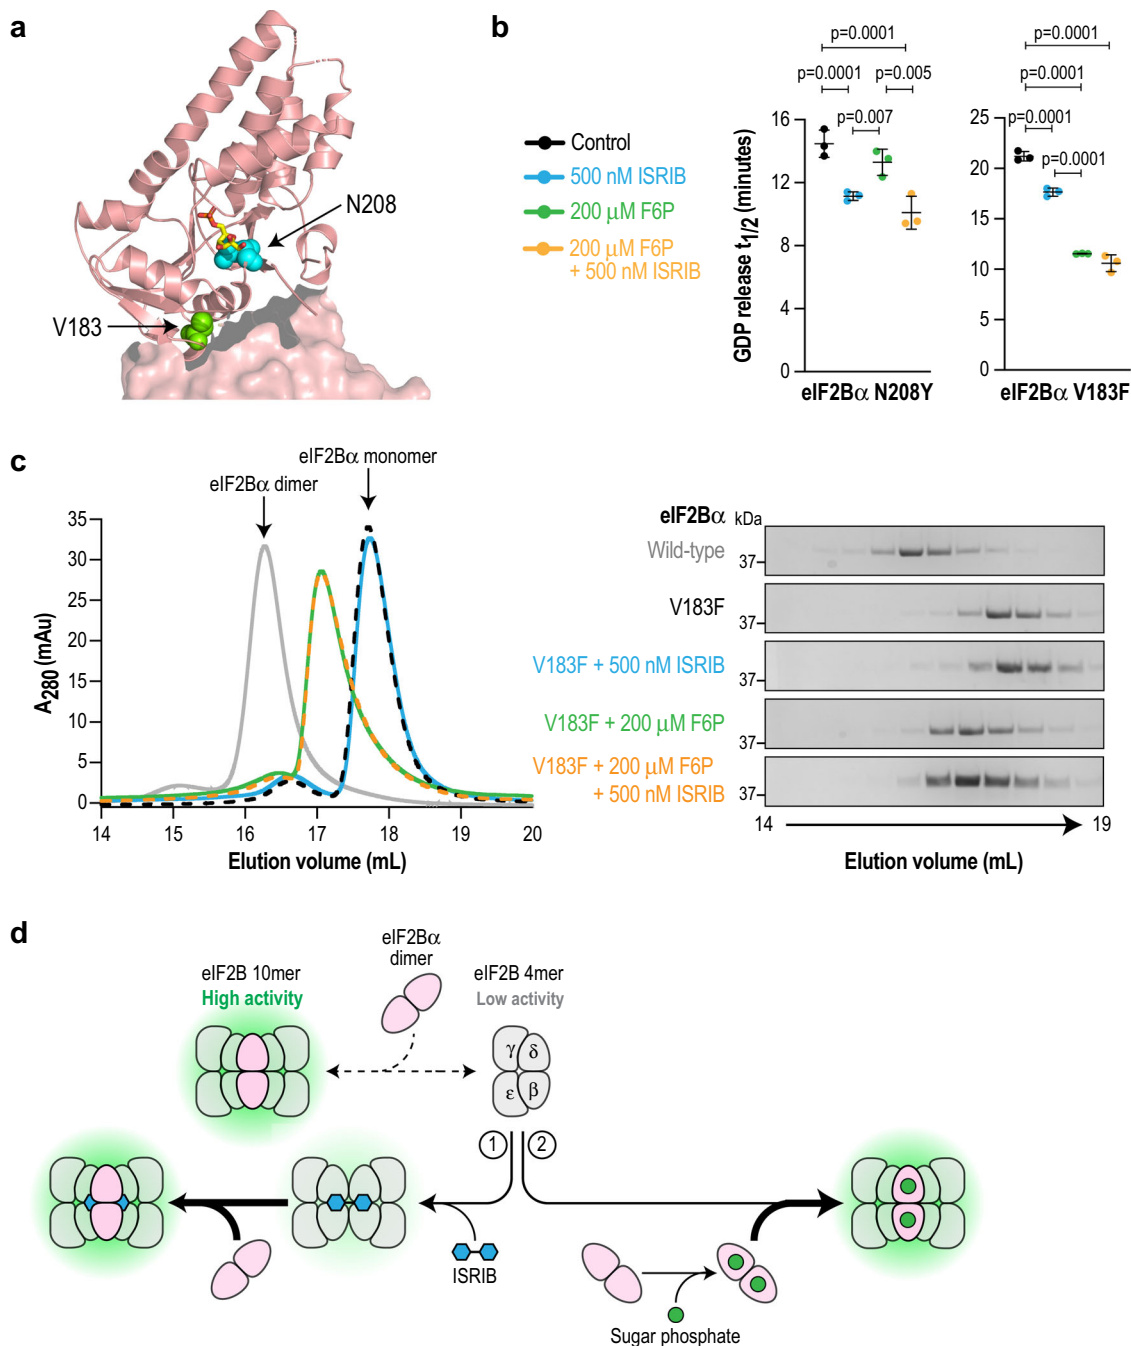 a
N208
V183
b
Control
500 nM ISRIB
200 μM F6P
200 μM F6P
+ 500 nM ISRIB
GDP release t1/2 (minutes)
p=0.0001
p=0.0001
p=0.005
p=0.007
16
12
8
4
0
eIF2Bα N208Y
p=0.0001
p=0.0001
p=0.0001
p=0.0001
25
20
15
10
5
0
eIF2Bα V183F
c
eIF2Bα monomer
eIF2Bα dimer
A280 (mAu)
35
30
25
20
15
10
5
0
14 15 16 17 18 19 20
Elution volume (mL)
eIF2Bα kDa
Wild-type
37
V183F
37
V183F + 500 nM ISRIB
37
V183F + 200 μM F6P
37
V183F + 200 μM F6P
+ 500 nM ISRIB
37
14 19
Elution volume (mL)
d
eIF2B 10mer
High activity
eIF2Bα
dimer
eIF2B 4mer
Low activity
γ δ
ε β
1 2
ISRIB
Sugar phosphate